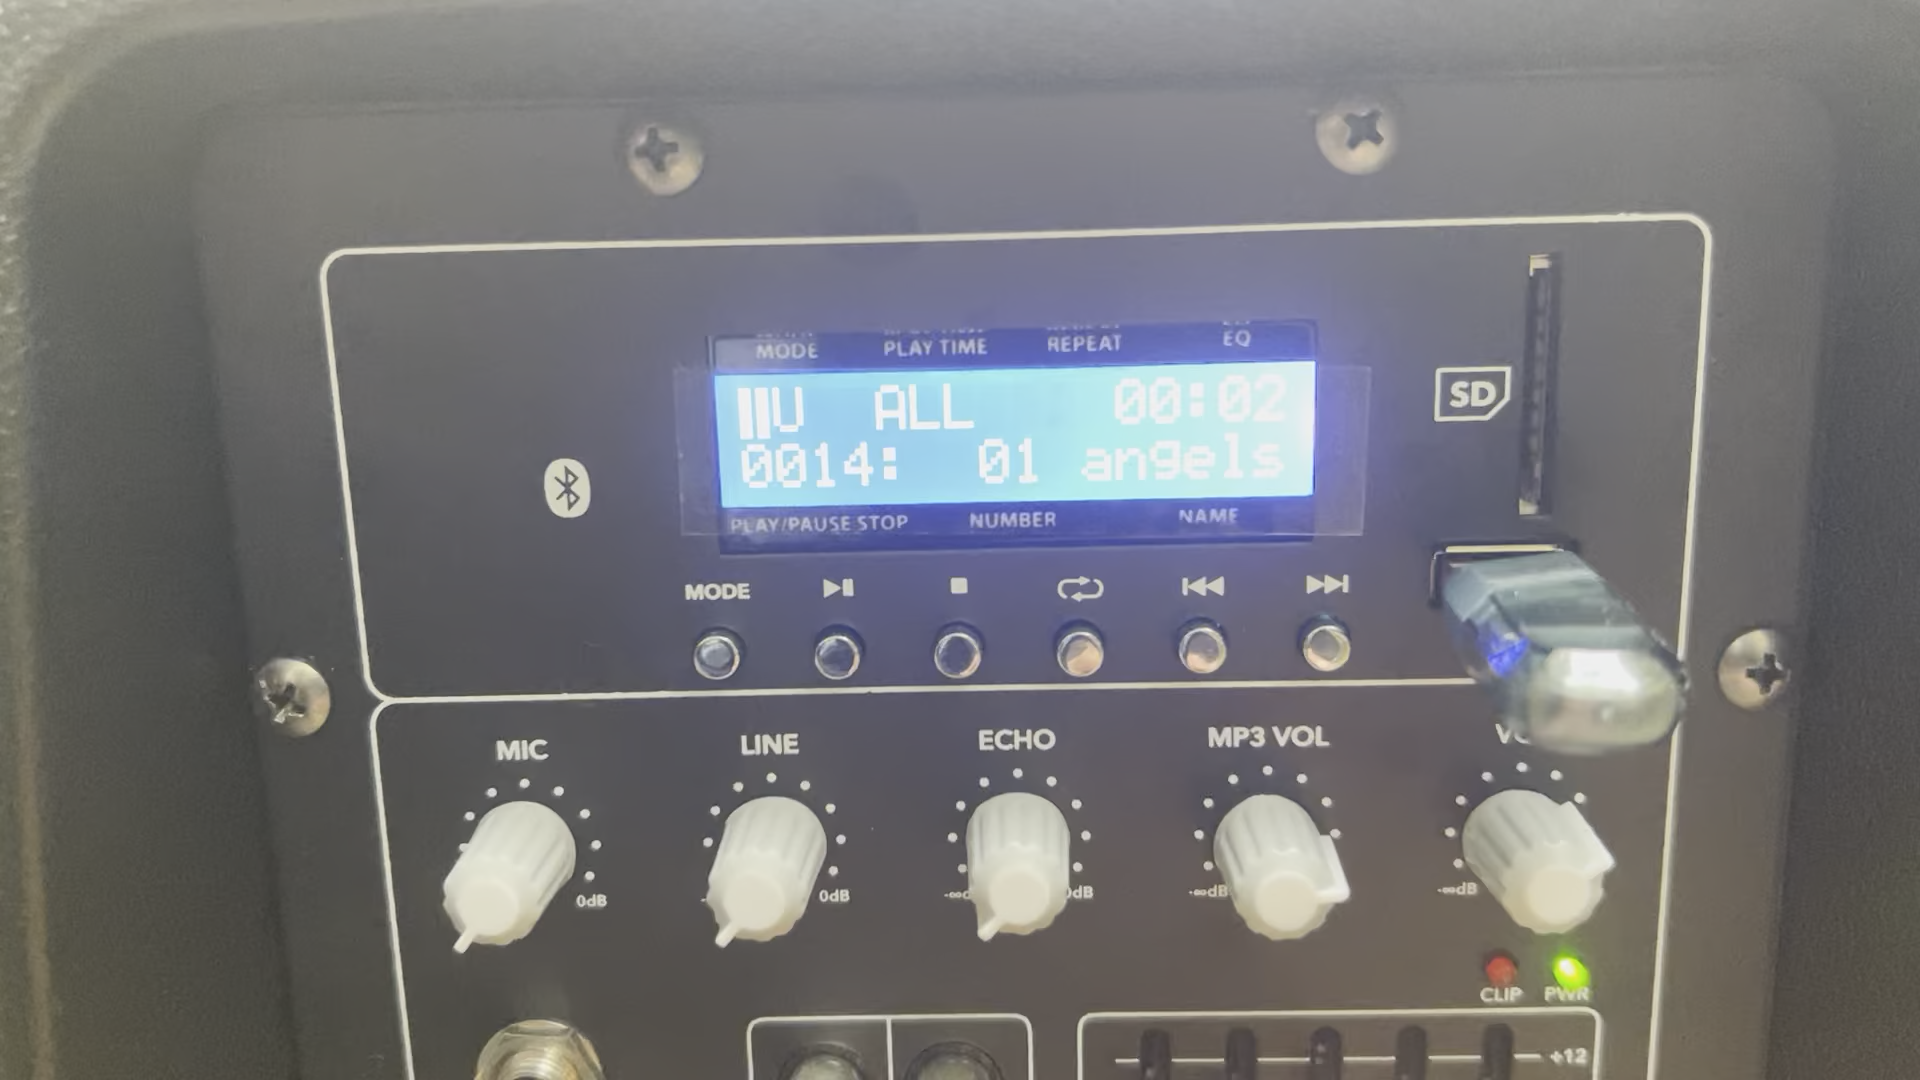 MODE PLAY TIME REPEAT EQ
U ALL 00:02
0014: 01 angels
PLAY/PAUSE STOP NUMBER NAME
SD
MODE
MIC LINE ECHO MP3 VOL
0dB 0dB -∞dB -∞dB
CLIP PWR
+12